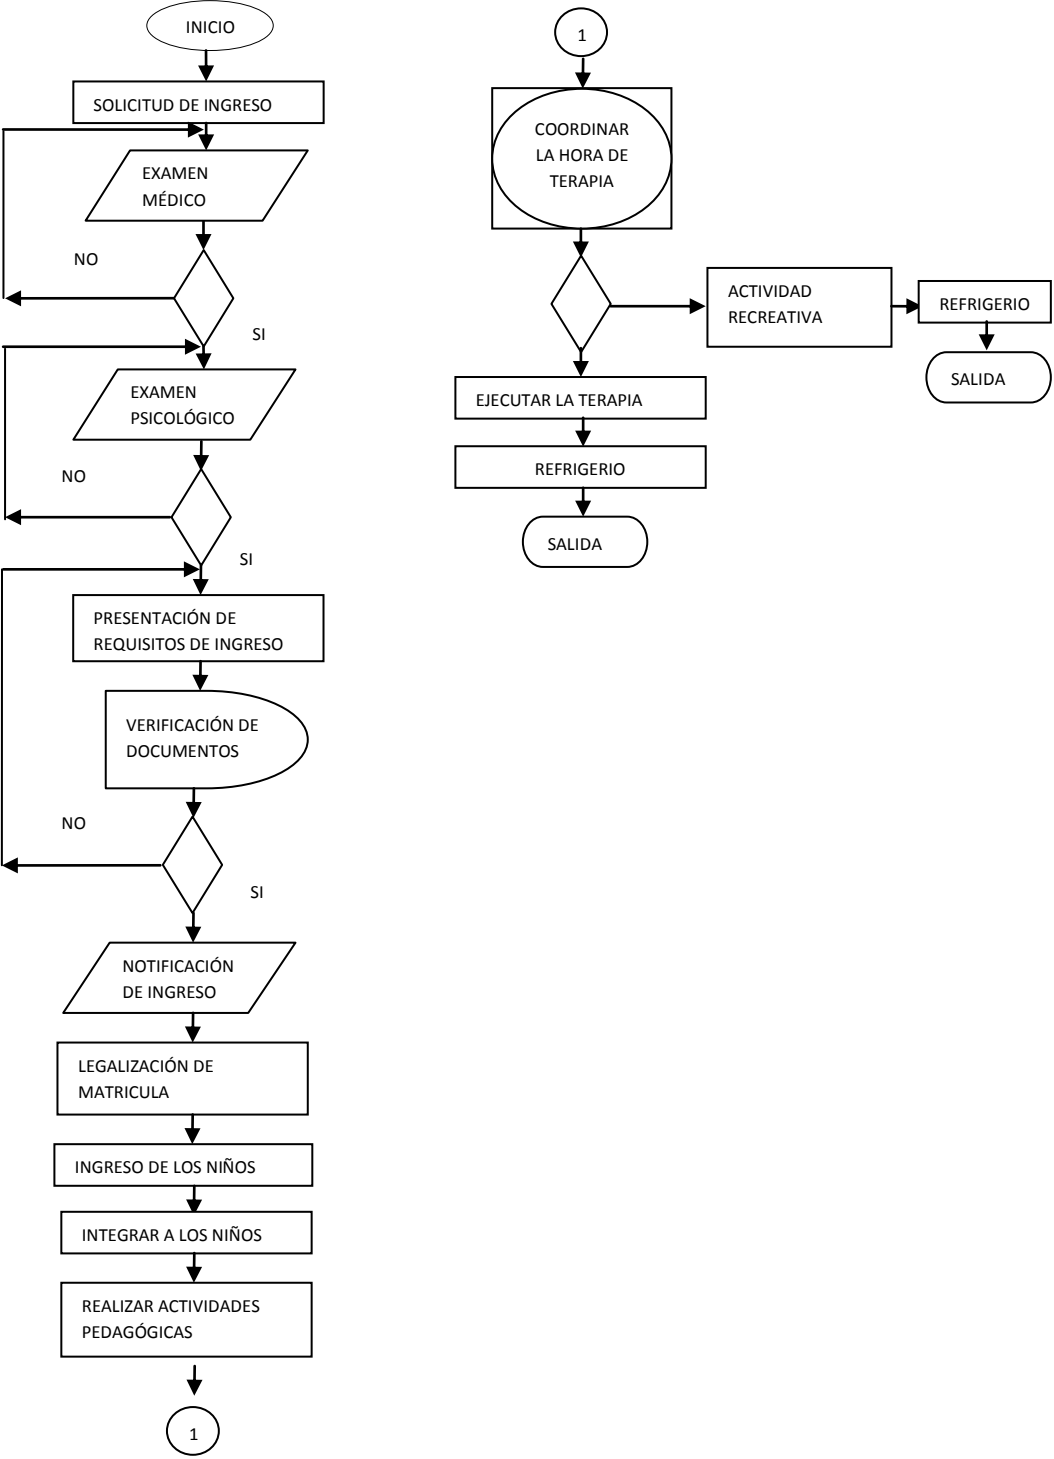 INICIO
SOLICITUD DE INGRESO
EXAMEN
MÉDICO
NO
SI
EXAMEN
PSICOLÓGICO
NO
SI
PRESENTACIÓN DE
REQUISITOS DE INGRESO
VERIFICACIÓN DE
DOCUMENTOS
NO
SI
NOTIFICACIÓN
DE INGRESO
LEGALIZACIÓN DE
MATRICULA
INGRESO DE LOS NIÑOS
INTEGRAR A LOS NIÑOS
REALIZAR ACTIVIDADES
PEDAGÓGICAS
1
1
COORDINAR
LA HORA DE
TERAPIA
ACTIVIDAD
RECREATIVA
REFRIGERIO
SALIDA
EJECUTAR LA TERAPIA
REFRIGERIO
SALIDA